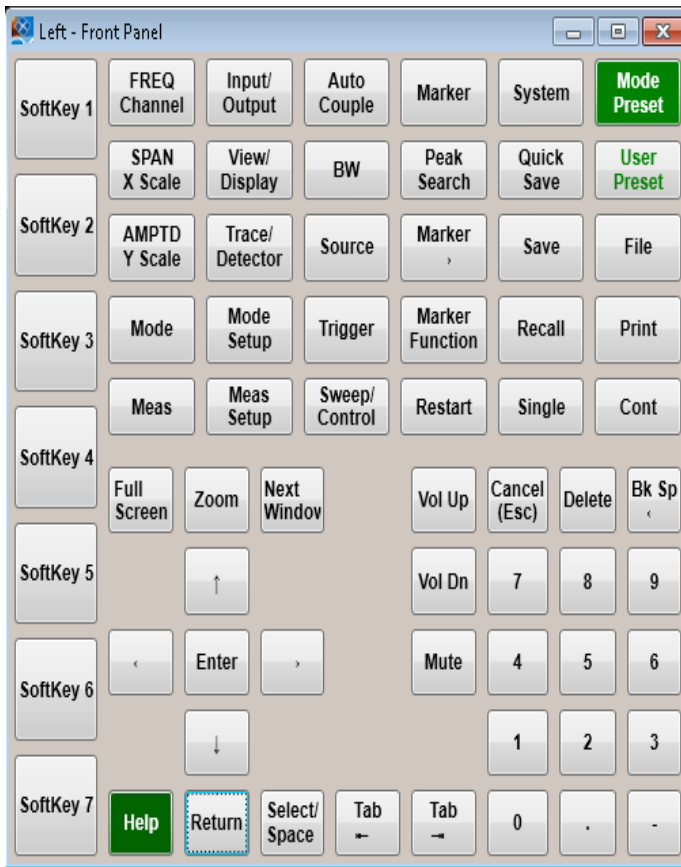 Left - Front Panel
SoftKey 1
FREQ
Channel
Input/
Output
Auto
Couple
Marker
System
Mode
Preset
SPAN
X Scale
View/
Display
BW
Peak
Search
Quick
Save
User
Preset
SoftKey 2
AMPTD
Y Scale
Trace/
Detector
Source
Marker
›
Save
File
SoftKey 3
Mode
Mode
Setup
Trigger
Marker
Function
Recall
Print
Meas
Meas
Setup
Sweep/
Control
Restart
Single
Cont
SoftKey 4
Full
Screen
Zoom
Next
Window
Vol Up
Cancel
(Esc)
Delete
Bk Sp
‹
SoftKey 5
↑
Vol Dn
7
8
9
SoftKey 6
‹
Enter
›
Mute
4
5
6
↓
1
2
3
SoftKey 7
Help
Return
Select/
Space
Tab
⇤
Tab
⇥
0
.
-